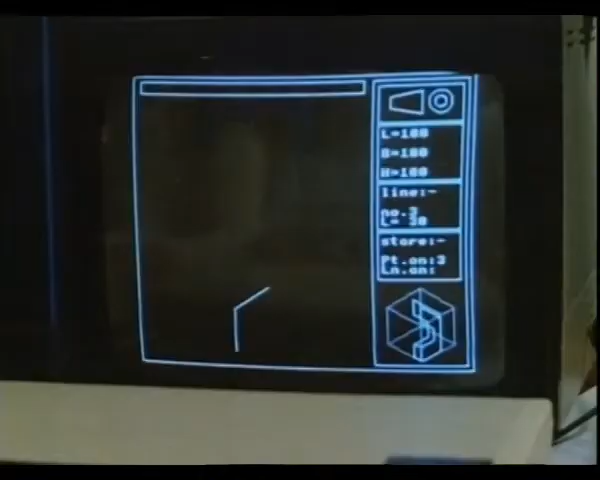 L=100
B=100
H=100
line:-
no.3
L= 30
store:-
Pt.on:3
Ln.on: